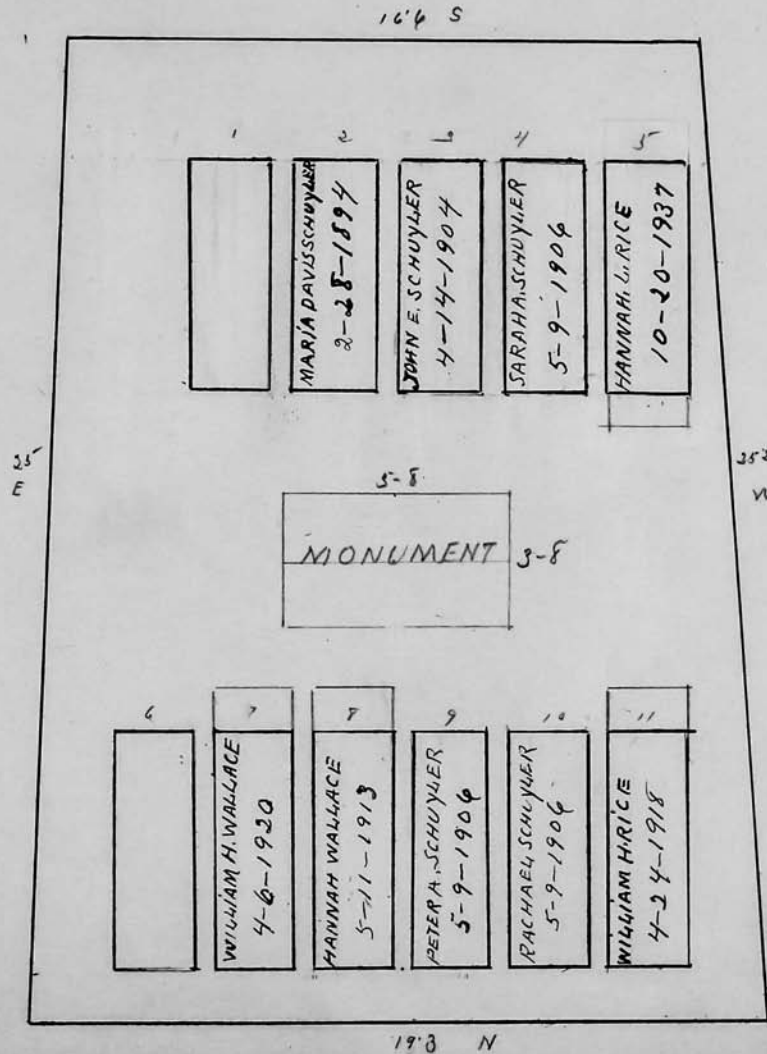 16.6 S
1 2 3 4 5
MARIA DAVIS SCHUYLER
2-28-1894
JOHN E. SCHUYLER
4-14-1904
SARAH A. SCHUYLER
5-9-1906
HANNAH. L. RICE
10-20-1937
25
E
25
W
5-8
MONUMENT 3-8
6 7 8 9 10 11
WILLIAM H. WALLACE
4-6-1920
HANNAH WALLACE
5-11-1913
PETER A. SCHUYLER
5-9-1906
RACHAEL SCHUYLER
5-9-1906
WILLIAM H. RICE
4-24-1918
19.3 N